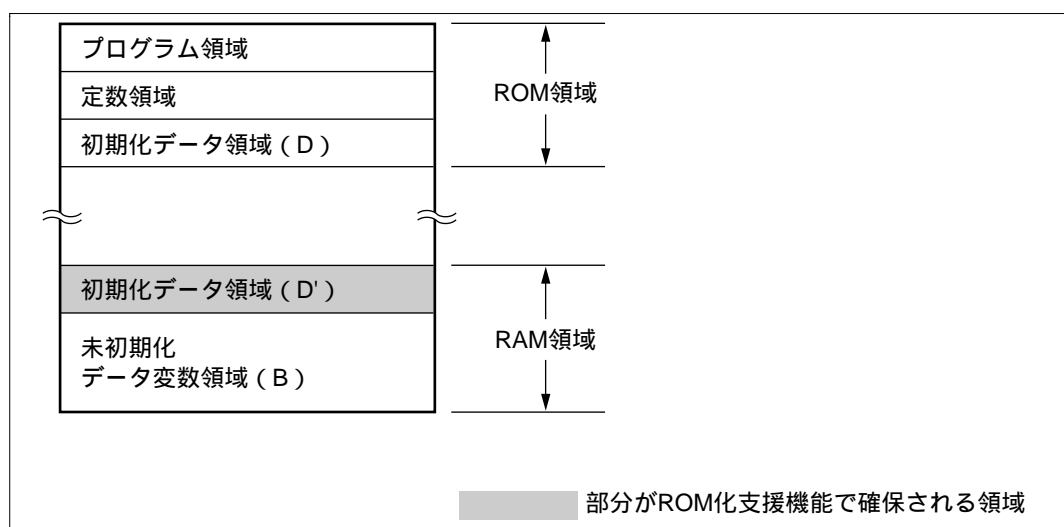 プログラム領域
定数領域
初期化データ領域(D)
ROM領域
初期化データ領域(D')
未初期化
データ変数領域(B)
RAM領域
部分がROM化支援機能で確保される領域